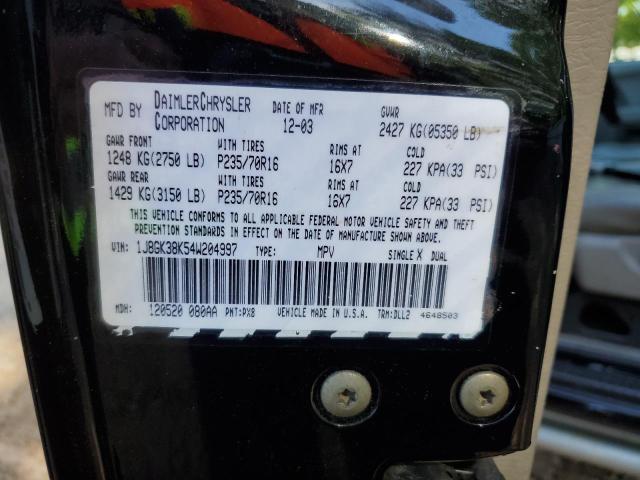 MFD BY DAIMLERCHRYSLER CORPORATION DATE OF MFR 12-03 GVWR 2427 KG(05350 LB)
GAWR FRONT WITH TIRES RIMS AT COLD
1248 KG(2750 LB) P235/70R16 16X7 227 KPA(33 PSI)
GAWR REAR WITH TIRES RIMS AT COLD
1429 KG(3150 LB) P235/70R16 16X7 227 KPA(33 PSI)
THIS VEHICLE CONFORMS TO ALL APPLICABLE FEDERAL MOTOR VEHICLE SAFETY AND THEFT
PREVENTION STANDARDS IN EFFECT ON THE DATE OF MANUFACTURE SHOWN ABOVE.
VIN: 1J8GK38K54W204997 TYPE: MPV SINGLE X DUAL
MDH: 120520 080AA PNT:PX8 VEHICLE MADE IN U.S.A. TRM:DLL2 4648503